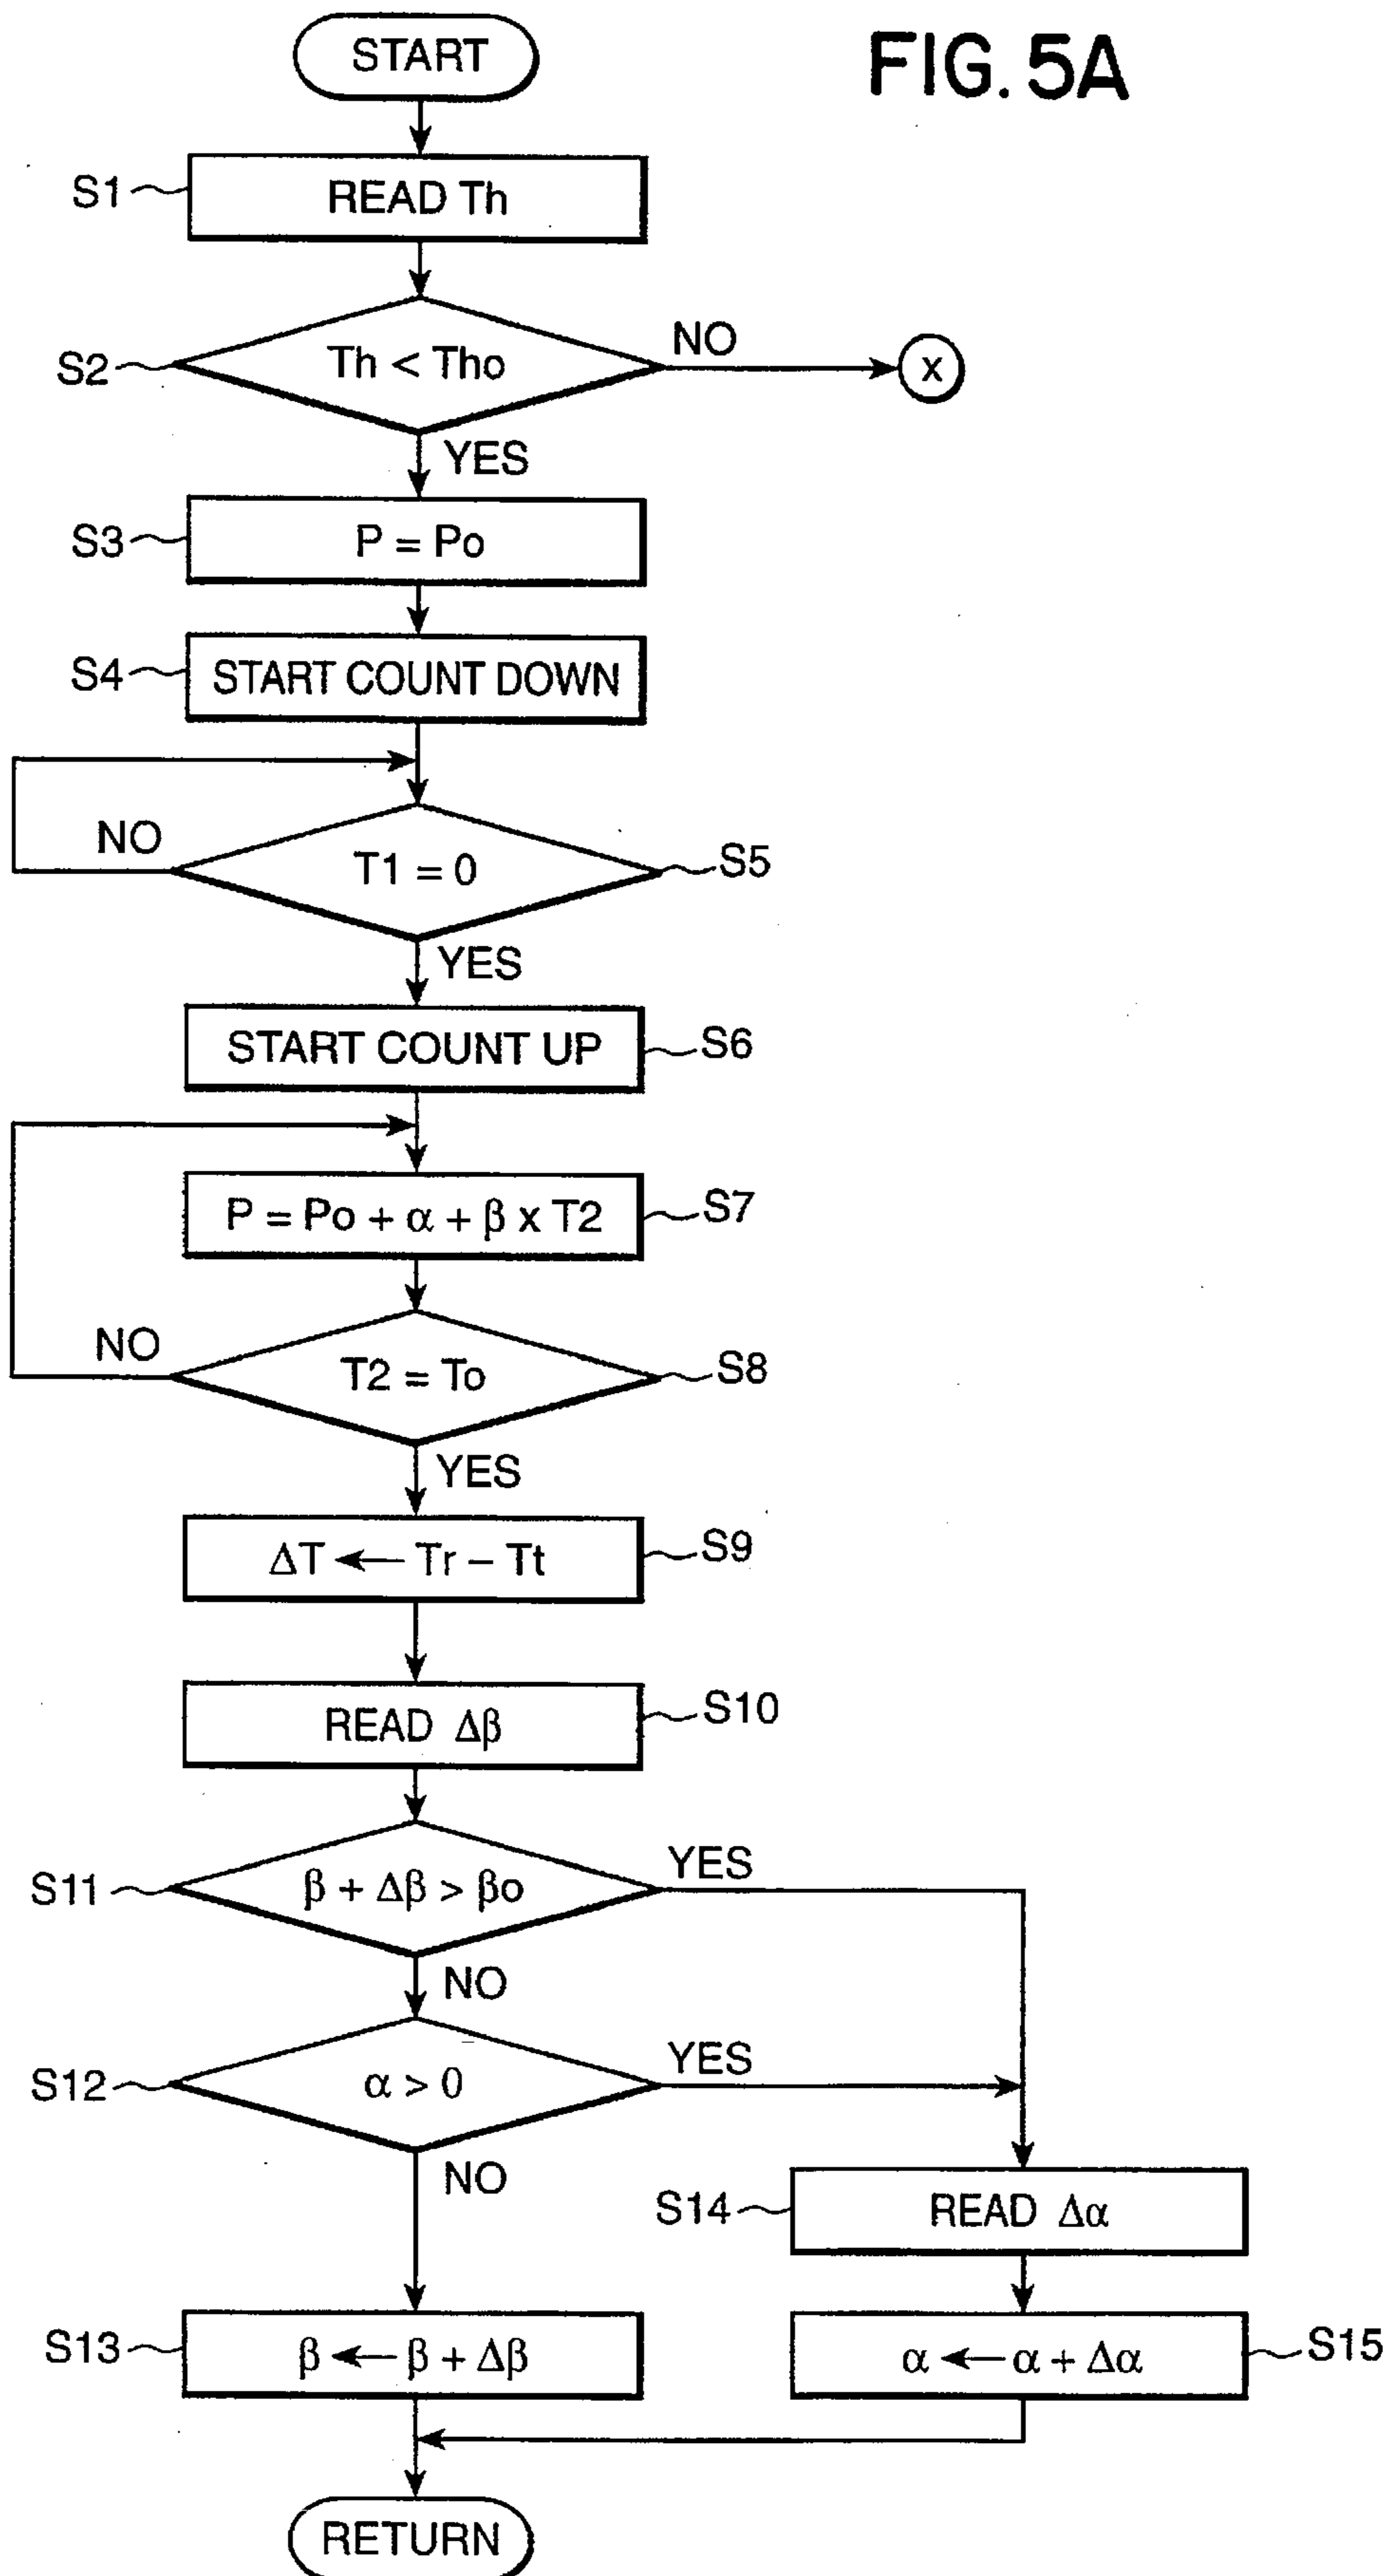 START
FIG. 5A
S1
READ Th
S2
Th < Tho
NO
x
YES
S3
P = Po
S4
START COUNT DOWN
NO
T1 = 0
S5
YES
START COUNT UP
S6
P = Po + α + β x T2
S7
NO
T2 = To
S8
YES
ΔT ← Tr – Tt
S9
READ Δβ
S10
S11
β + Δβ > βo
YES
NO
S12
α > 0
YES
NO
S14
READ Δα
S13
β ← β + Δβ
α ← α + Δα
S15
RETURN